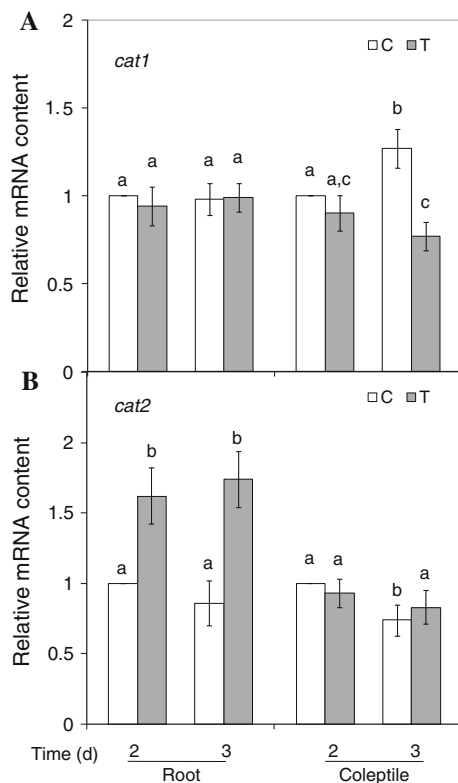 A
2
cat1
C T
b
1.5
a a a a a a,c
1
c
0.5
0
Relative mRNA content
B
cat2
C T
2
b b
1.5
a a a a b a
1
0.5
0
Relative mRNA content
Time (d) 2 3 2 3
Root Coleptile